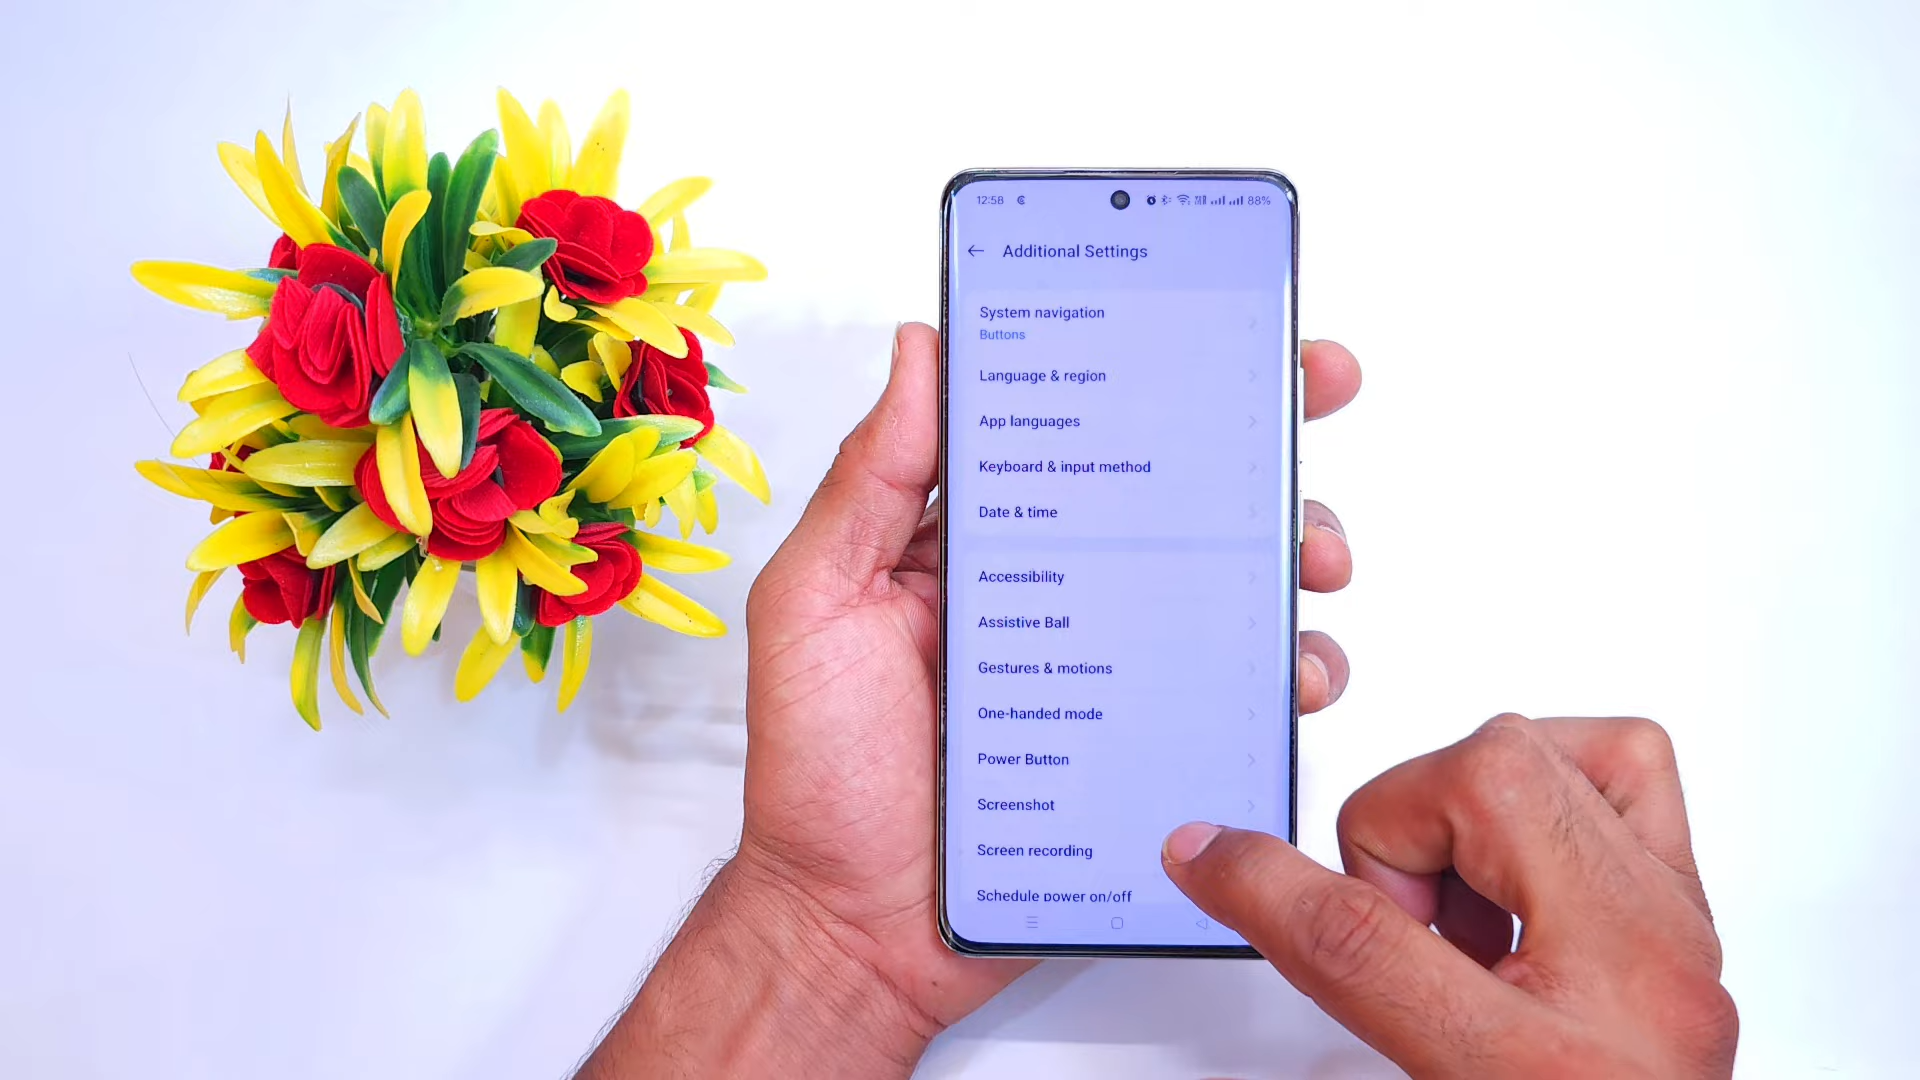 12:58 88%
Additional Settings
System navigation
Buttons
Language & region
App languages
Keyboard & input method
Date & time
Accessibility
Assistive Ball
Gestures & motions
One-handed mode
Power Button
Screenshot
Screen recording
Schedule power on/off